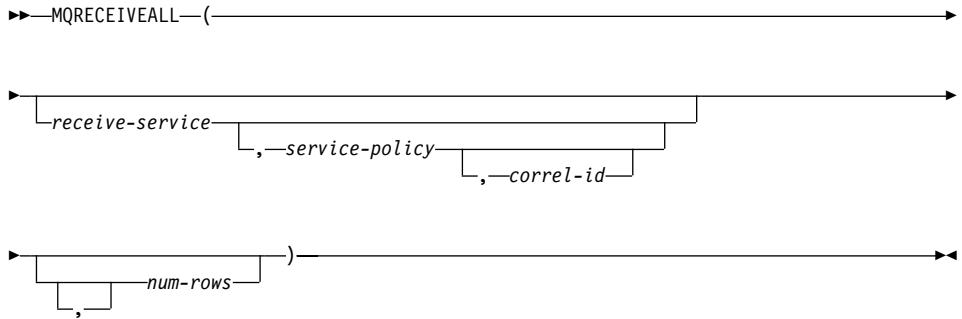 MQRECEIVEALL (
receive-service
, service-policy
, correl-id
num-rows )
,